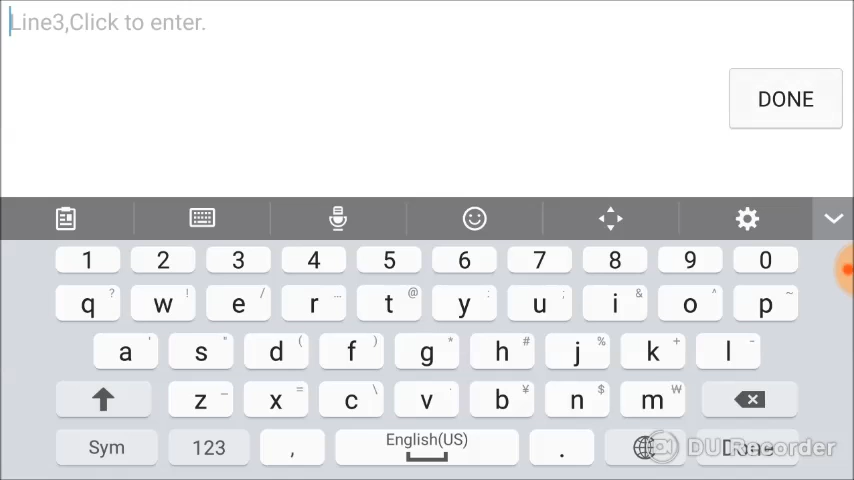 Line3,Click to enter.
DONE
1 2 3 4 5 6 7 8 9 0
q ? w ! e / r ... t @ y : u ; i & o ^ p ~
a ' s " d ( f ) g * h # j % k + l -
z _ x = c \ v · b ¥ n $ m ₩
Sym 123 , English(US) . Done
DU Recorder